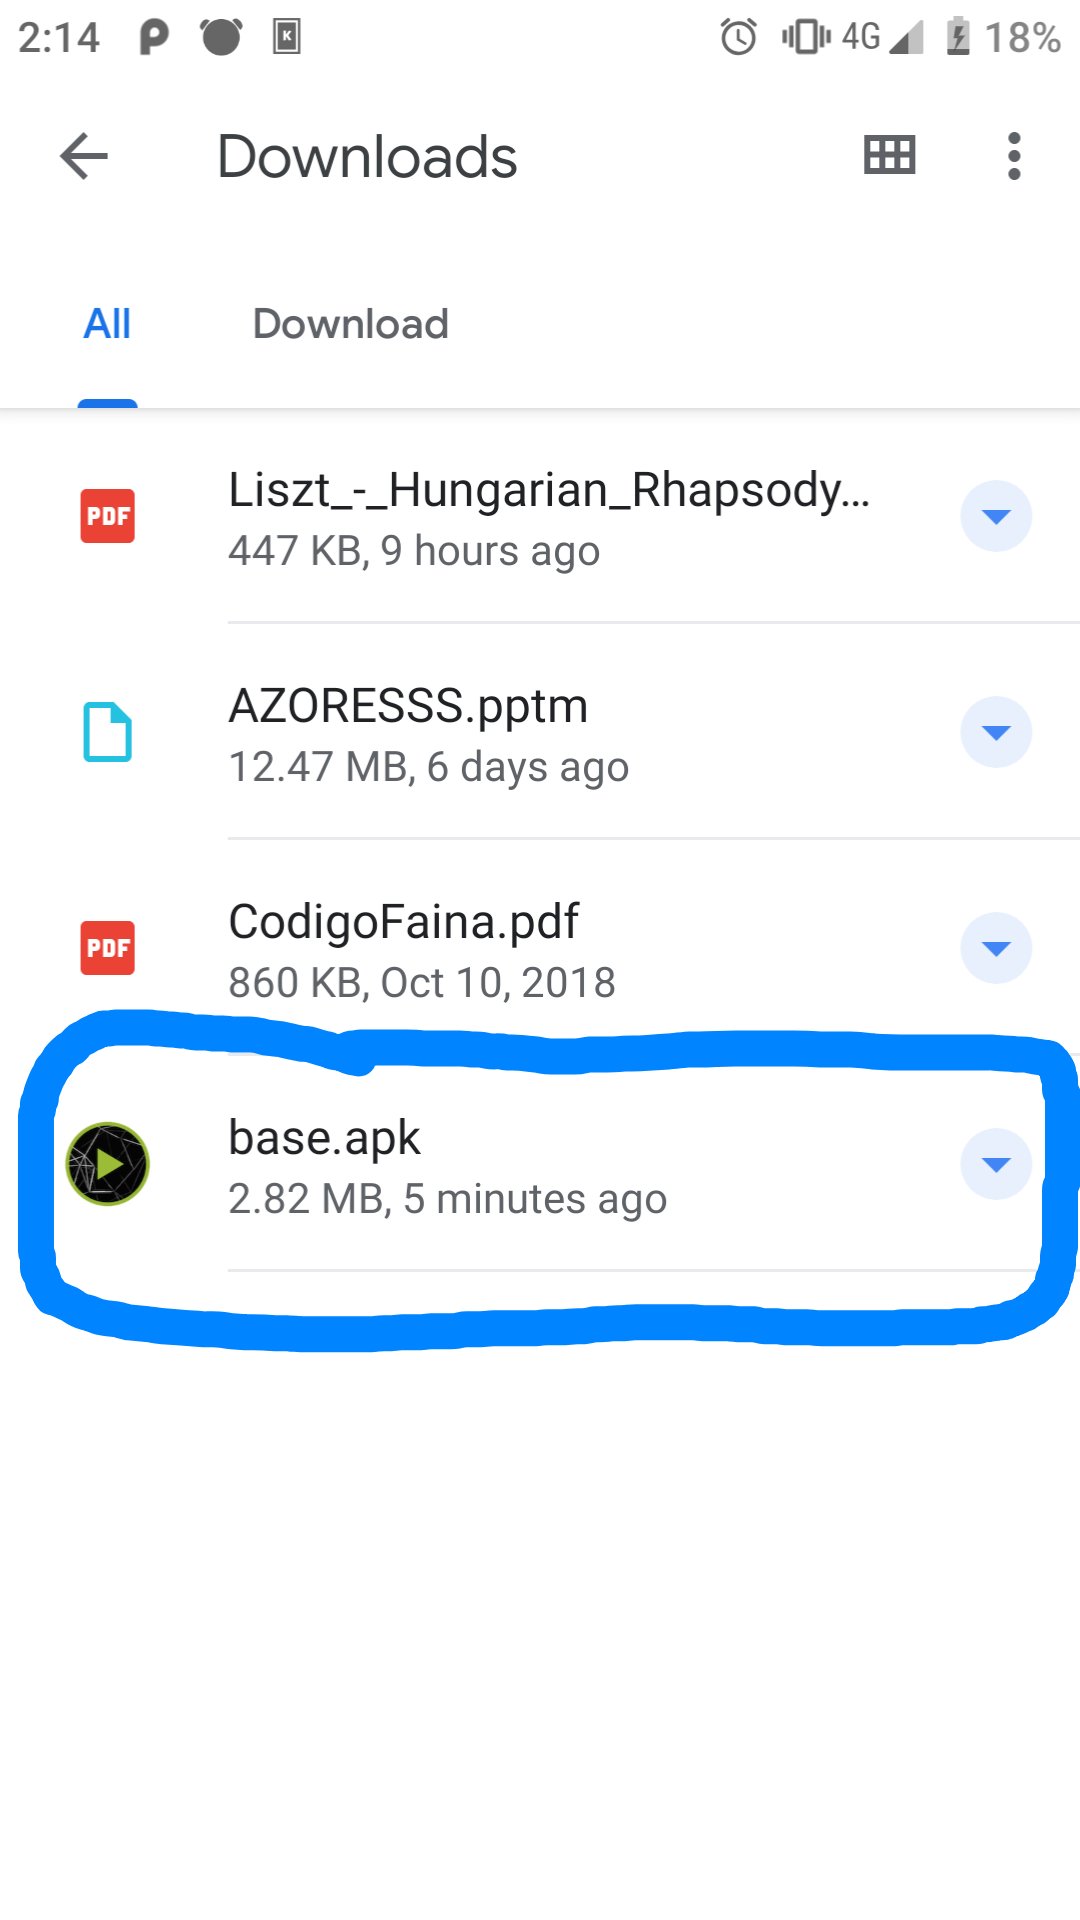 2:14 4G 18%
Downloads
All Download
PDF
Liszt_-_Hungarian_Rhapsody...
447 KB, 9 hours ago
AZORESSS.pptm
12.47 MB, 6 days ago
PDF
CodigoFaina.pdf
860 KB, Oct 10, 2018
base.apk
2.82 MB, 5 minutes ago